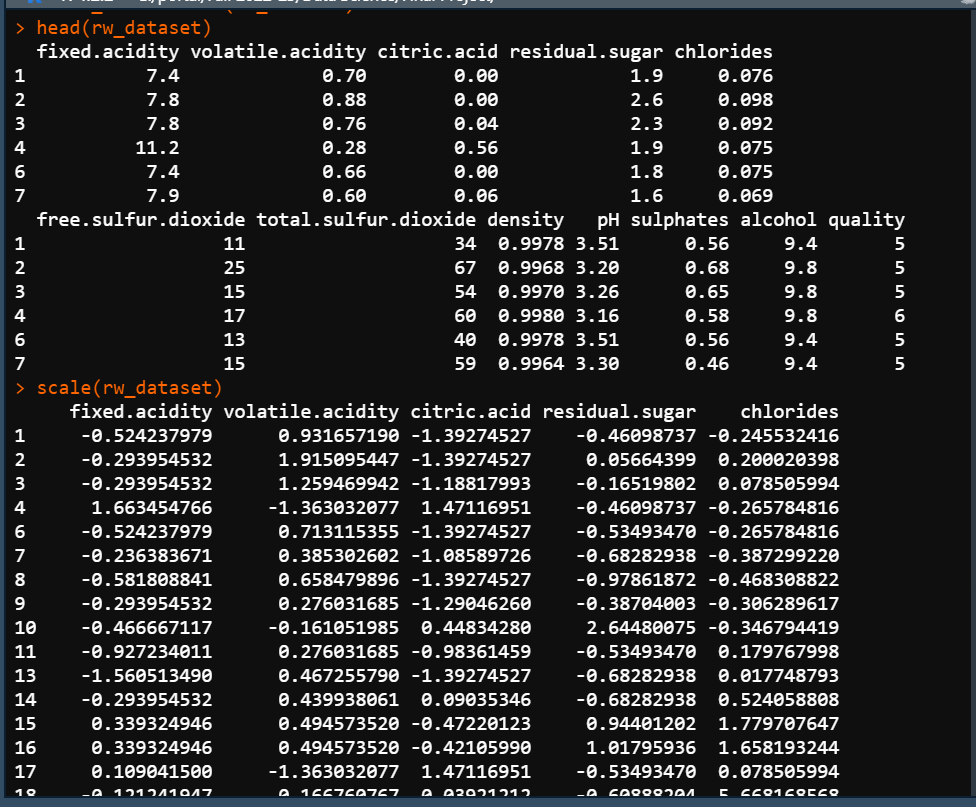 > head(rw_dataset)
  fixed.acidity volatile.acidity citric.acid residual.sugar chlorides
1           7.4             0.70        0.00            1.9     0.076
2           7.8             0.88        0.00            2.6     0.098
3           7.8             0.76        0.04            2.3     0.092
4          11.2             0.28        0.56            1.9     0.075
6           7.4             0.66        0.00            1.8     0.075
7           7.9             0.60        0.06            1.6     0.069
  free.sulfur.dioxide total.sulfur.dioxide density   pH sulphates alcohol quality
1                  11                   34  0.9978 3.51      0.56     9.4       5
2                  25                   67  0.9968 3.20      0.68     9.8       5
3                  15                   54  0.9970 3.26      0.65     9.8       5
4                  17                   60  0.9980 3.16      0.58     9.8       6
6                  13                   40  0.9978 3.51      0.56     9.4       5
7                  15                   59  0.9964 3.30      0.46     9.4       5
> scale(rw_dataset)
     fixed.acidity volatile.acidity citric.acid residual.sugar    chlorides
1     -0.524237979      0.931657190 -1.39274527    -0.46098737 -0.245532416
2     -0.293954532      1.915095447 -1.39274527     0.05664399  0.200020398
3     -0.293954532      1.259469942 -1.18817993    -0.16519802  0.078505994
4      1.663454766     -1.363032077  1.47116951    -0.46098737 -0.265784816
6     -0.524237979      0.713115355 -1.39274527    -0.53493470 -0.265784816
7     -0.236383671      0.385302602 -1.08589726    -0.68282938 -0.387299220
8     -0.581808841      0.658479896 -1.39274527    -0.97861872 -0.468308822
9     -0.293954532      0.276031685 -1.29046260    -0.38704003 -0.306289617
10    -0.466667117     -0.161051985  0.44834280     2.64480075 -0.346794419
11    -0.927234011      0.276031685 -0.98361459    -0.53493470  0.179767998
13    -1.560513490      0.467255790 -1.39274527    -0.68282938  0.017748793
14    -0.293954532      0.439938061  0.09035346    -0.68282938  0.524058808
15     0.339324946      0.494573520 -0.47220123     0.94401202  1.779707647
16     0.339324946      0.494573520 -0.42105990     1.01795936  1.658193244
17     0.109041500     -1.363032077  1.47116951    -0.53493470  0.078505994